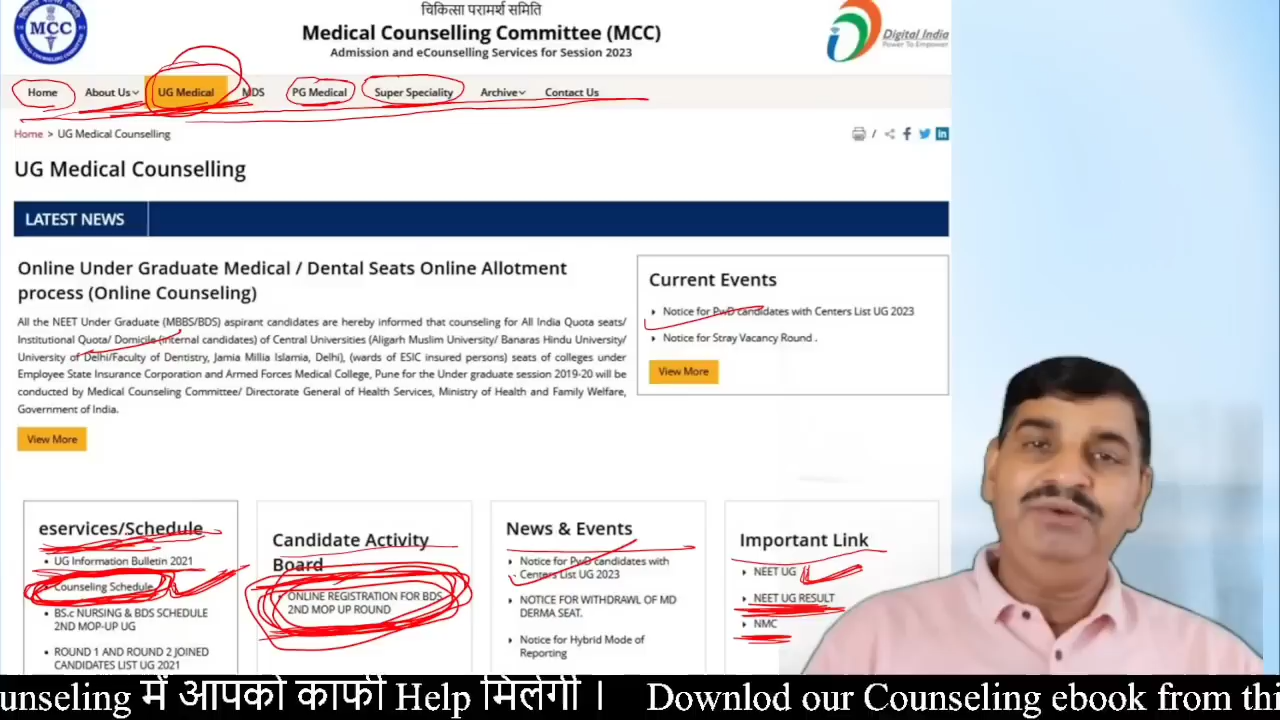 चिकित्सा परामर्श समिति
MCC
Medical Counselling Committee (MCC)
Admission and eCounselling Services for Session 2023
Digital India
Power To Empower
Home About Us UG Medical MDS PG Medical Super Speciality Archive Contact Us
Home > UG Medical Counselling
UG Medical Counselling
LATEST NEWS
Online Under Graduate Medical / Dental Seats Online Allotment
process (Online Counseling)
All the NEET Under Graduate (MBBS/BDS) aspirant candidates are hereby informed that counseling for All India Quota seats/
Institutional Quota/ Domicile (internal candidates) of Central Universities (Aligarh Muslim University/ Banaras Hindu University/
University of Delhi/Faculty of Dentistry, Jamia Millia Islamia, Delhi), (wards of ESIC insured persons) seats of colleges under
Employee State Insurance Corporation and Armed Forces Medical College, Pune for the Under graduate session 2019-20 will be
conducted by Medical Counseling Committee/ Directorate General of Health Services, Ministry of Health and Family Welfare,
Government of India.
View More
Current Events
Notice for PwD candidates with Centers List UG 2023
Notice for Stray Vacancy Round .
View More
eservices/Schedule
UG Information Bulletin 2021
Counseling Schedule
BS.c NURSING & BDS SCHEDULE
2ND MOP-UP UG
ROUND 1 AND ROUND 2 JOINED
CANDIDATES LIST UG 2021
Candidate Activity
Board
ONLINE REGISTRATION FOR BDS
2ND MOP UP ROUND
News & Events
Notice for PwD candidates with
Centers List UG 2023
NOTICE FOR WITHDRAWL OF MD
DERMA SEAT.
Notice for Hybrid Mode of
Reporting
Important Link
NEET UG
NEET UG RESULT
NMC
unseling में आपको काफी Help मिलेगी । Downlod our Counseling ebook from thi